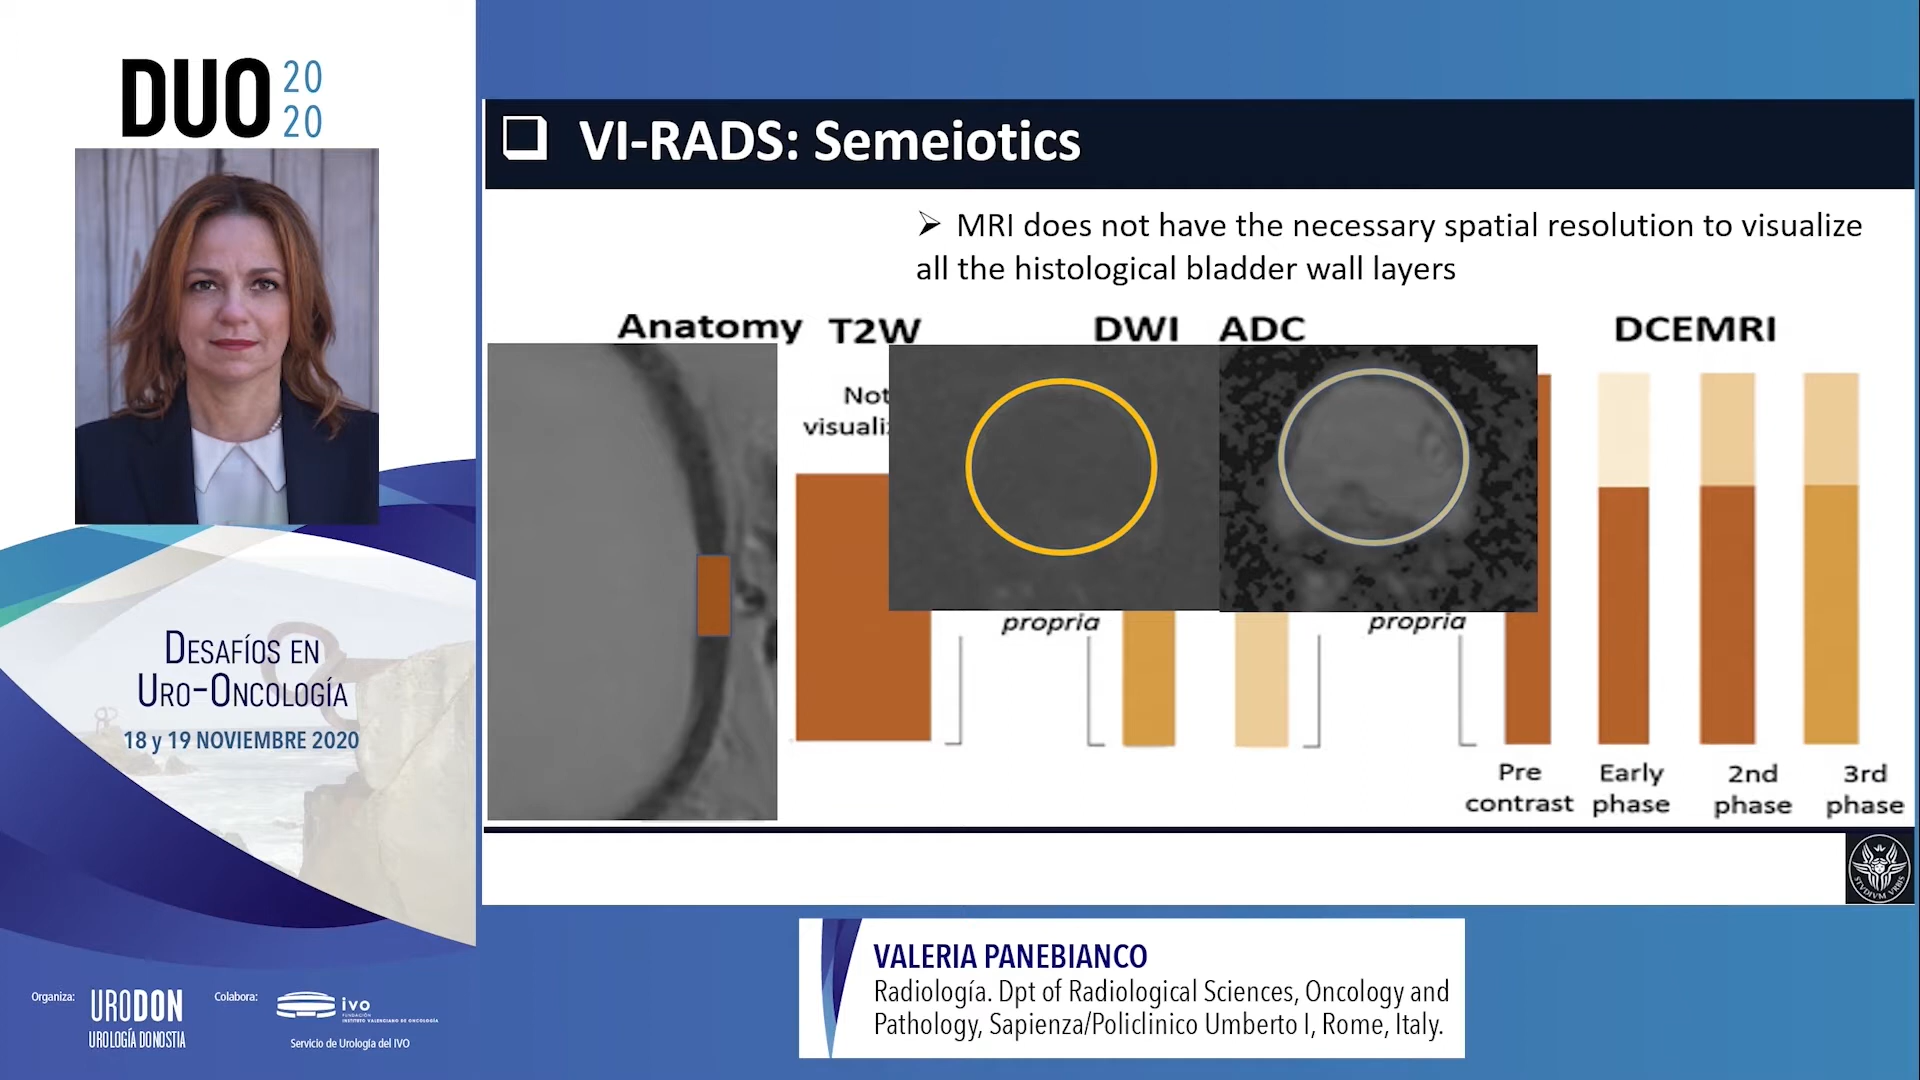 DUO 20
20
DESAFÍOS EN
URO-ONCOLOGÍA
18 y 19 NOVIEMBRE 2020
Organiza:
URODON
UROLOGÍA DONOSTIA
Colabora:
ivo
FUNDACIÓN
INSTITUTO VALENCIANO DE ONCOLOGÍA
Servicio de Urología del IVO
❑ VI-RADS: Semeiotics
➢ MRI does not have the necessary spatial resolution to visualize
all the histological bladder wall layers
Anatomy T2W DWI ADC DCEMRI
Not
visuali
propria propria
Pre Early 2nd 3rd
contrast phase phase phase
STVDIVM VRBIS
VALERIA PANEBIANCO
Radiología. Dpt of Radiological Sciences, Oncology and
Pathology, Sapienza/Policlinico Umberto I, Rome, Italy.